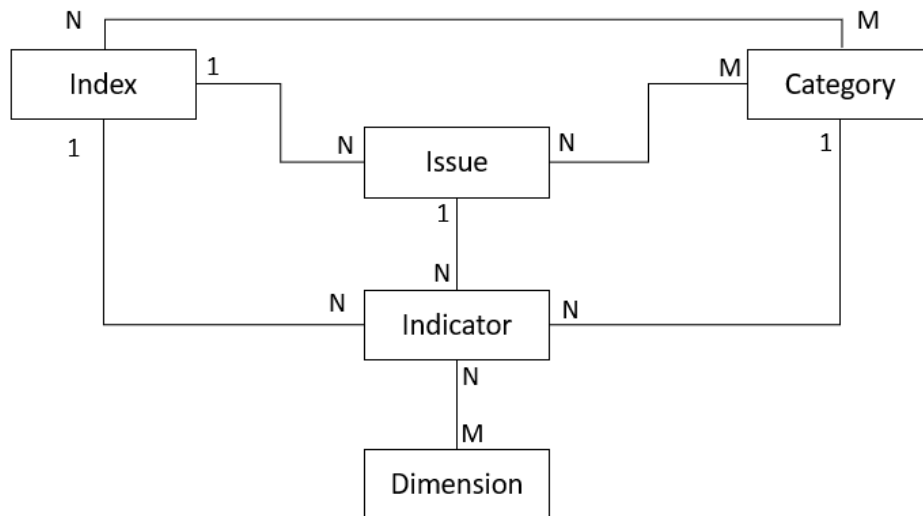 N M
Index 1 M Category
1 N Issue N 1
1
N
N Indicator N
N
M
Dimension